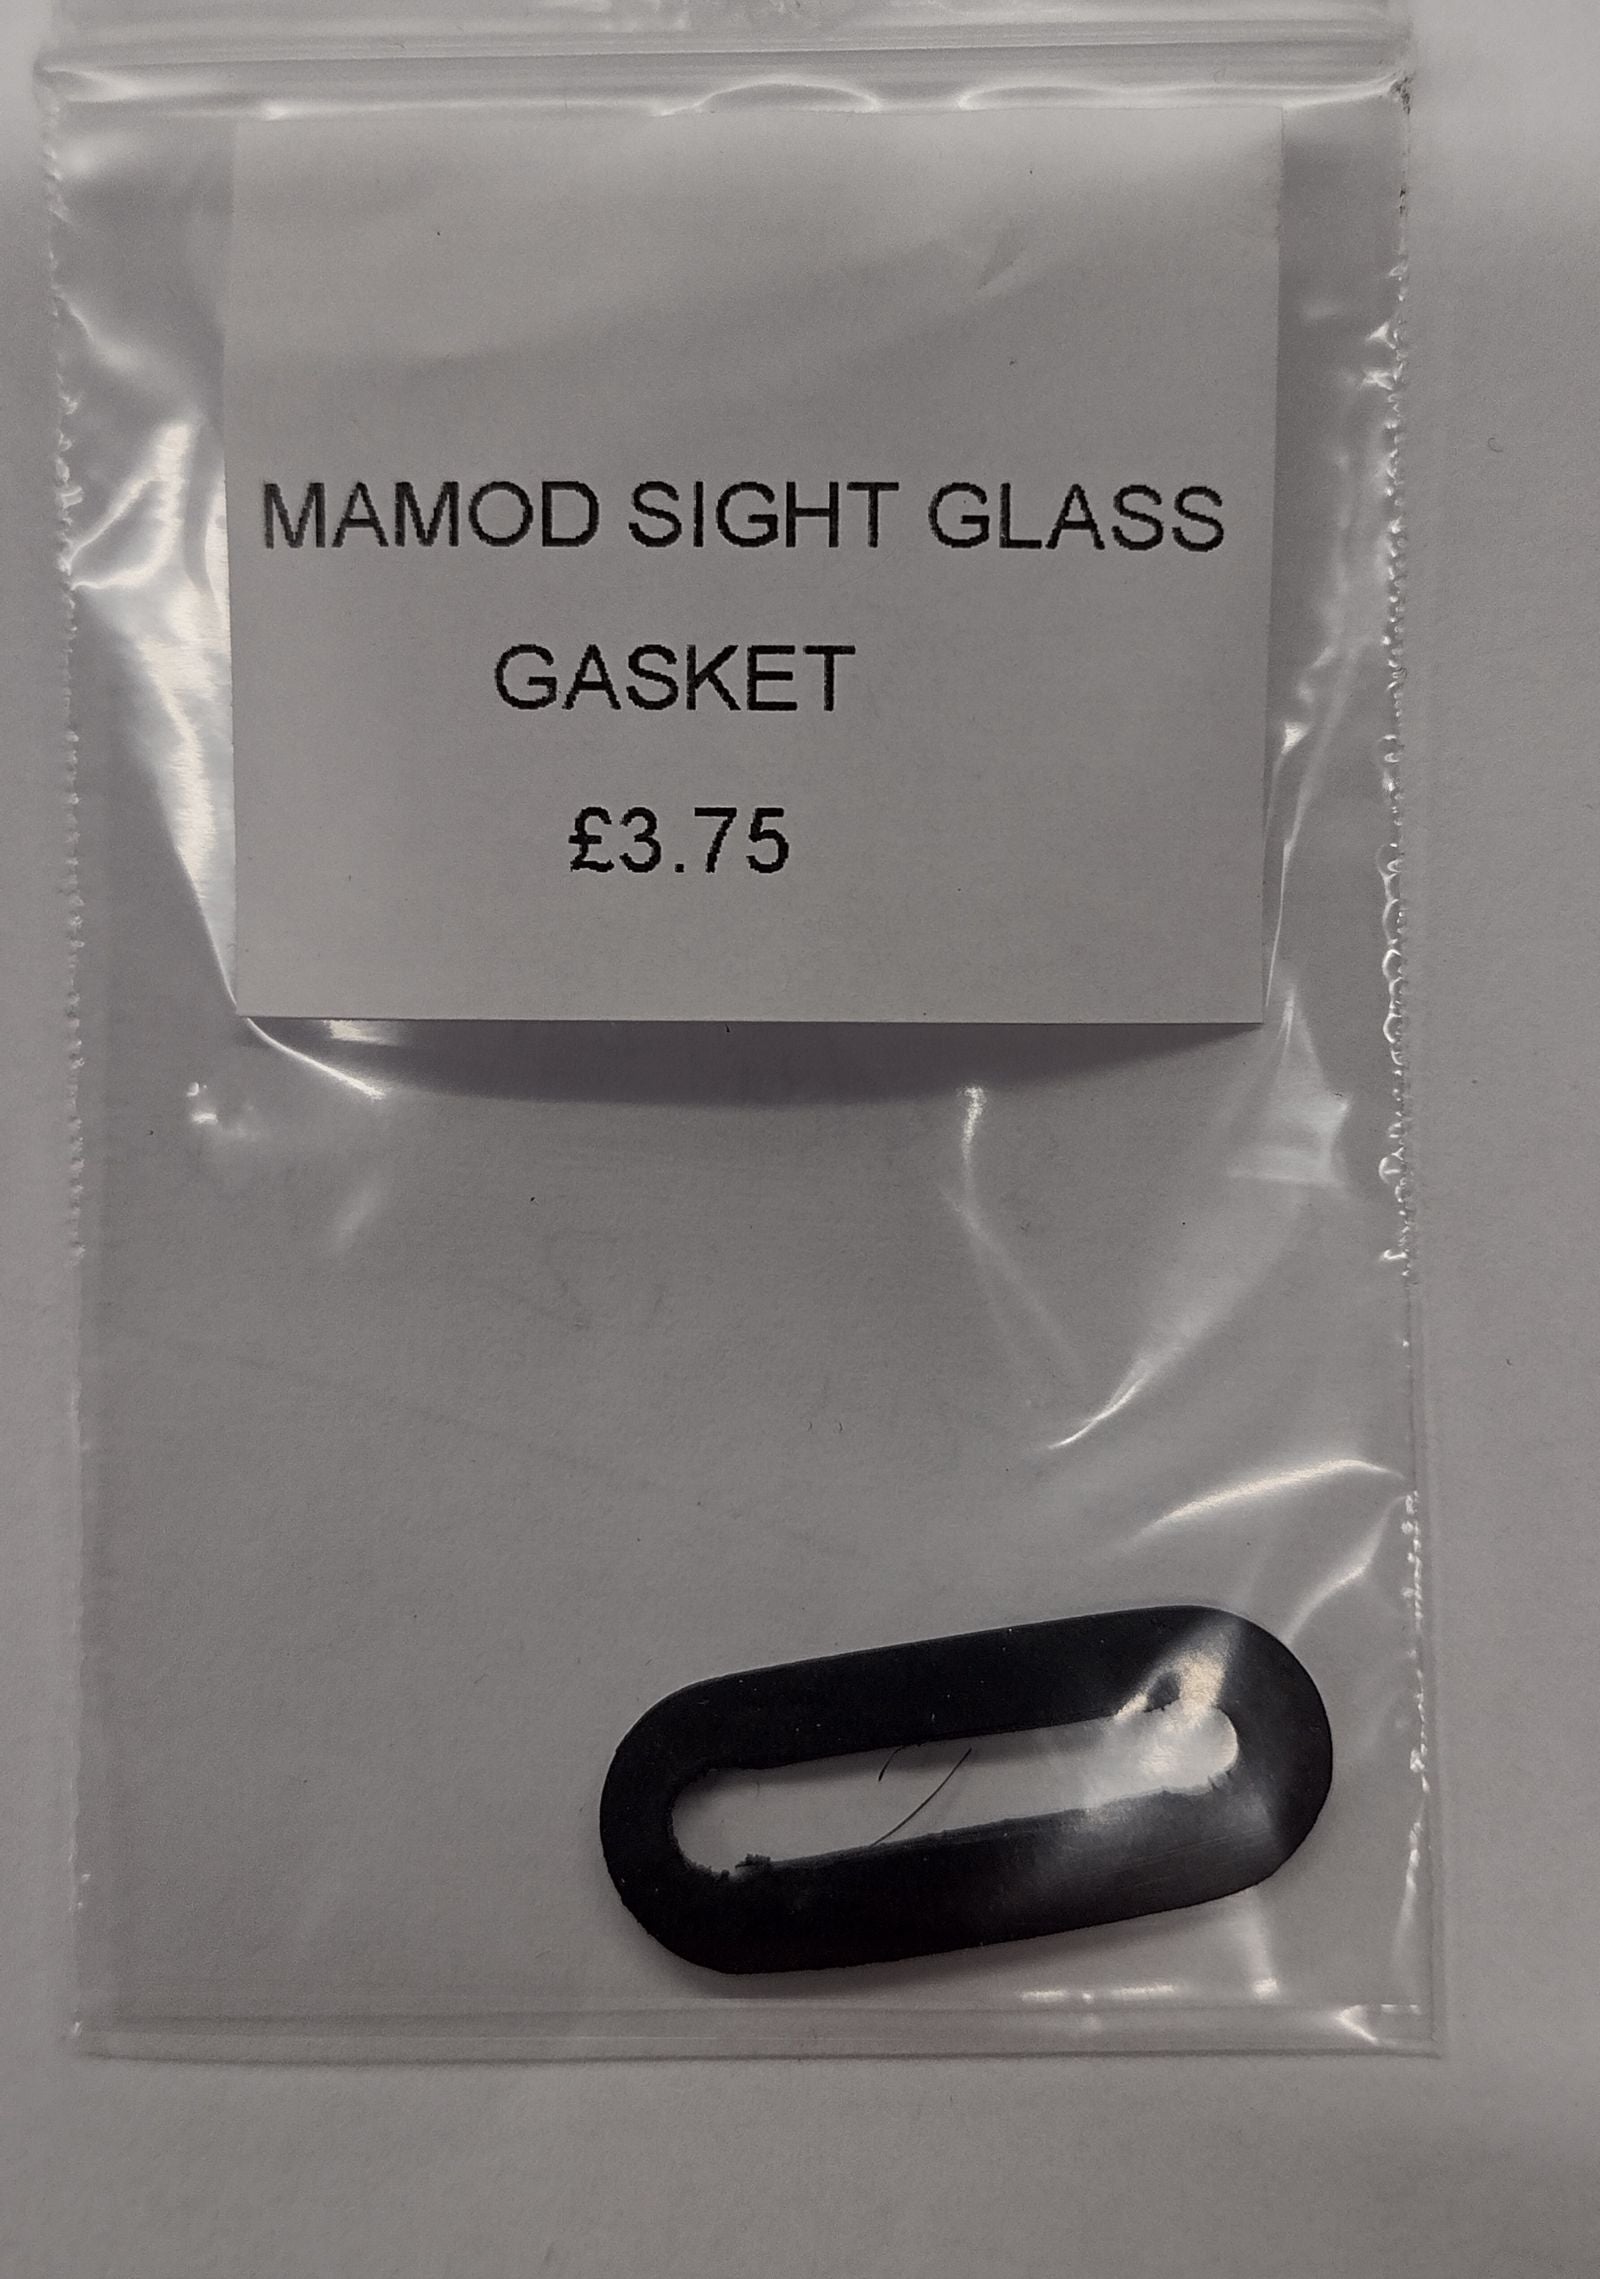 MAMOD SIGHT GLASS
GASKET
£3.75